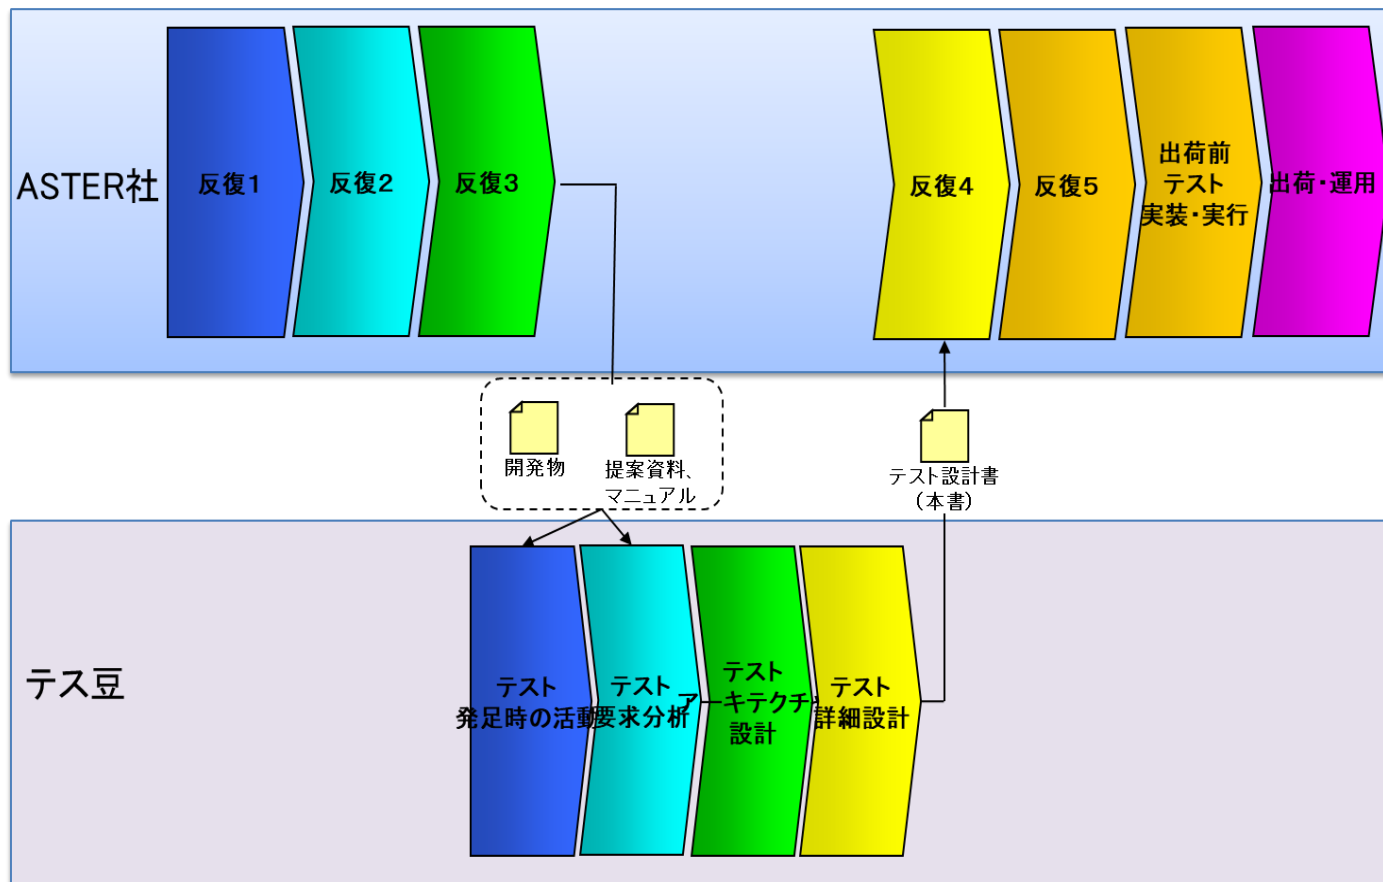 ASTER社
反復1
反復2
反復3
反復4
反復5
出荷前
テスト
実装・実行
出荷・運用
開発物
提案資料、
マニュアル
テスト設計書
（本書）
テス豆
テスト
発足時の活動
テスト
要求分析
テスト
アーキテクチャ
設計
テスト
詳細設計